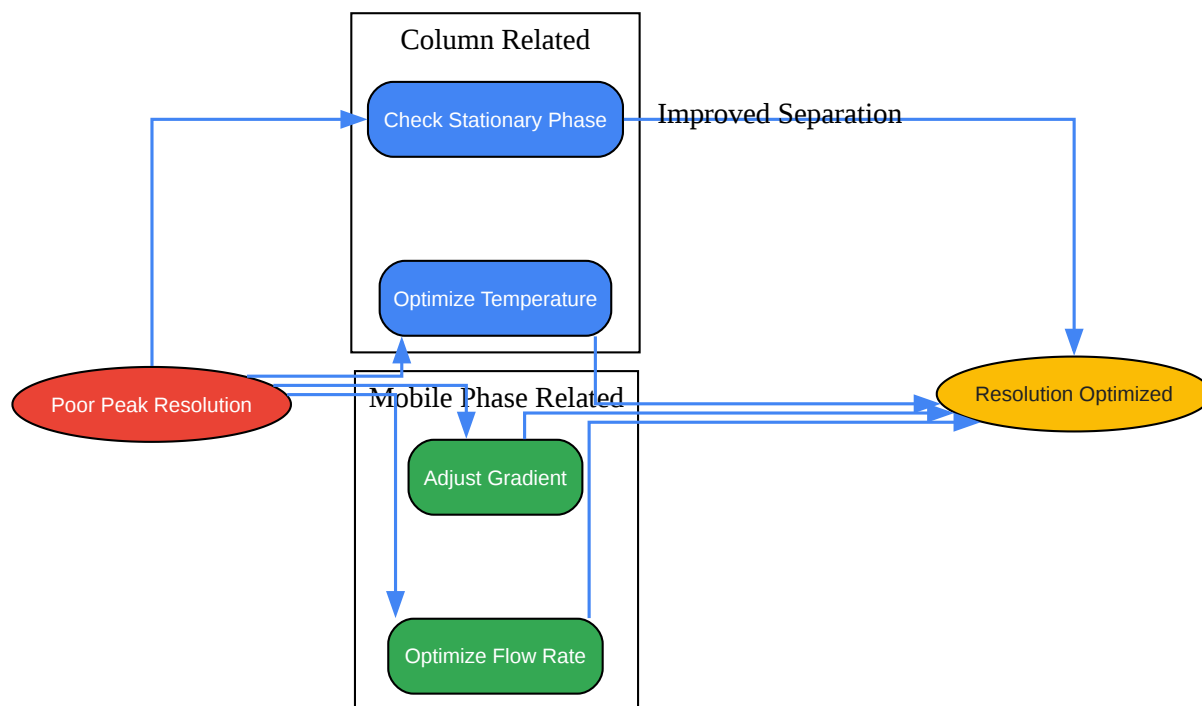 Column Related
Check Stationary Phase
Improved Separation
Optimize Temperature
Poor Peak Resolution
Resolution Optimized
Mobile Phase Related
Adjust Gradient
Optimize Flow Rate